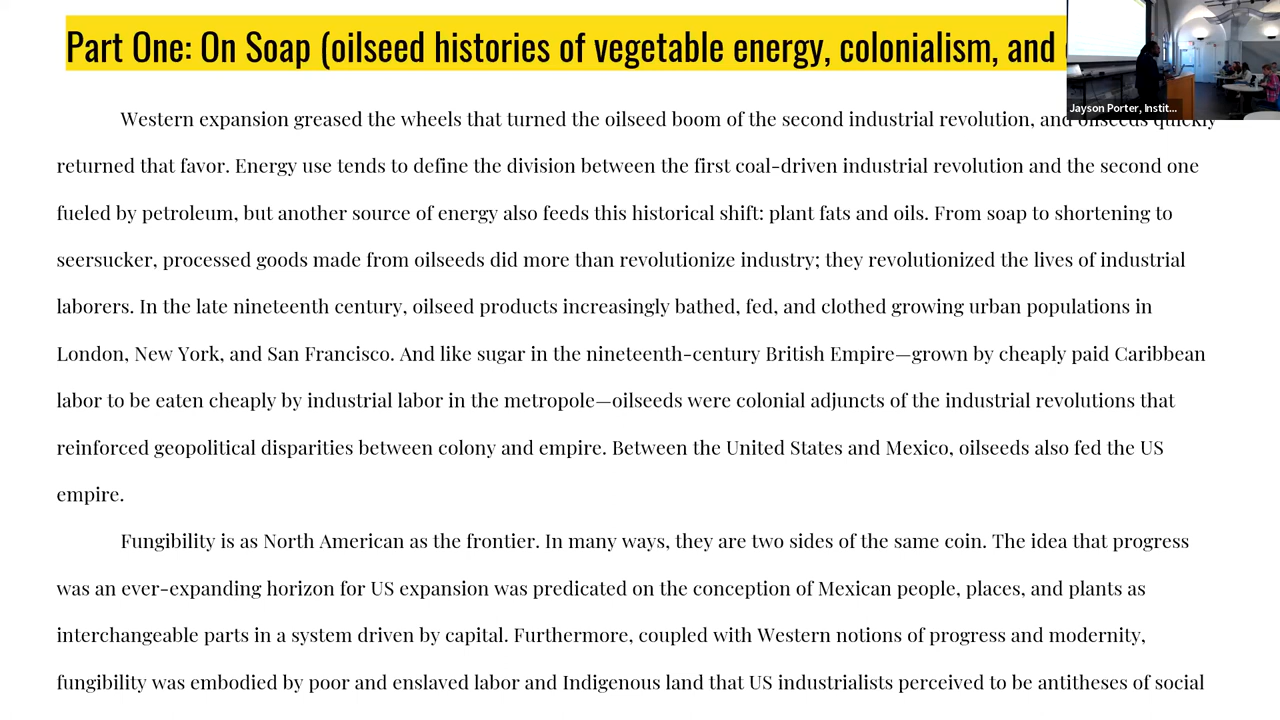 Part One: On Soap (oilseed histories of vegetable energy, colonialism, and
Jayson Porter, Instit...
Western expansion greased the wheels that turned the oilseed boom of the second industrial revolution, and oilseeds quickly
returned that favor. Energy use tends to define the division between the first coal-driven industrial revolution and the second one
fueled by petroleum, but another source of energy also feeds this historical shift: plant fats and oils. From soap to shortening to
seersucker, processed goods made from oilseeds did more than revolutionize industry; they revolutionized the lives of industrial
laborers. In the late nineteenth century, oilseed products increasingly bathed, fed, and clothed growing urban populations in
London, New York, and San Francisco. And like sugar in the nineteenth-century British Empire—grown by cheaply paid Caribbean
labor to be eaten cheaply by industrial labor in the metropole—oilseeds were colonial adjuncts of the industrial revolutions that
reinforced geopolitical disparities between colony and empire. Between the United States and Mexico, oilseeds also fed the US
empire.
Fungibility is as North American as the frontier. In many ways, they are two sides of the same coin. The idea that progress
was an ever-expanding horizon for US expansion was predicated on the conception of Mexican people, places, and plants as
interchangeable parts in a system driven by capital. Furthermore, coupled with Western notions of progress and modernity,
fungibility was embodied by poor and enslaved labor and Indigenous land that US industrialists perceived to be antitheses of social